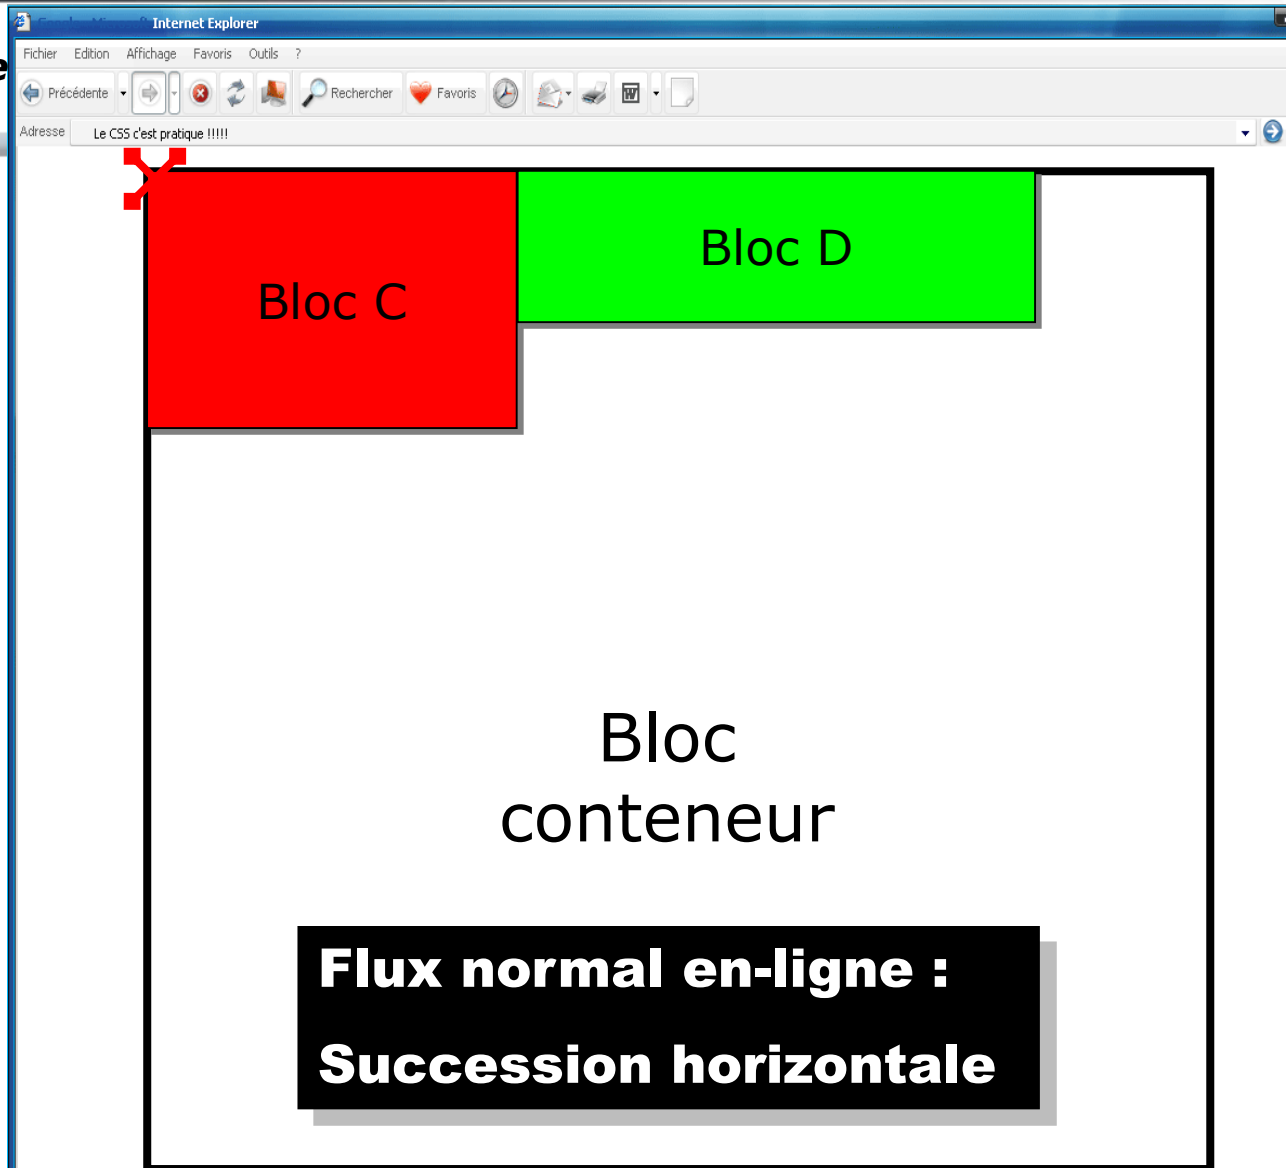 Internet Explorer
Fichier Edition Affichage Favoris Outils ?
e
Précédente Rechercher Favoris
Adresse Le CSS c'est pratique !!!!!
Bloc C
Bloc D
Bloc
conteneur
Flux normal en-ligne :
Succession horizontale